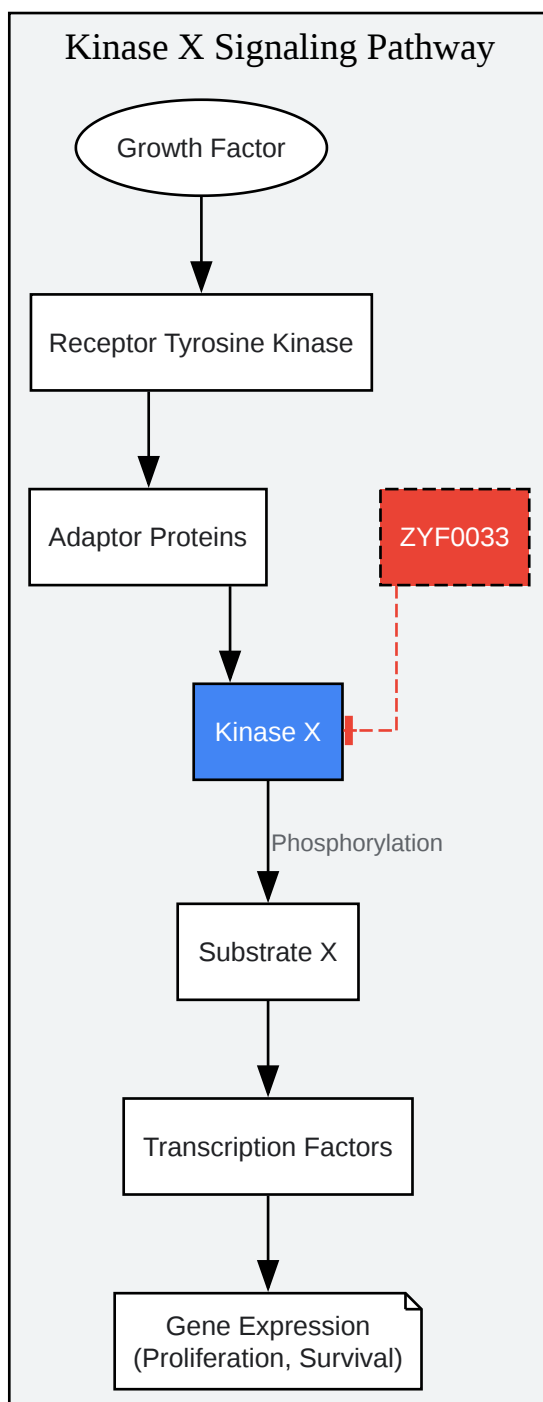 Kinase X Signaling Pathway
Growth Factor
Receptor Tyrosine Kinase
Adaptor Proteins
ZYF0033
Kinase X
Phosphorylation
Substrate X
Transcription Factors
Gene Expression
(Proliferation, Survival)